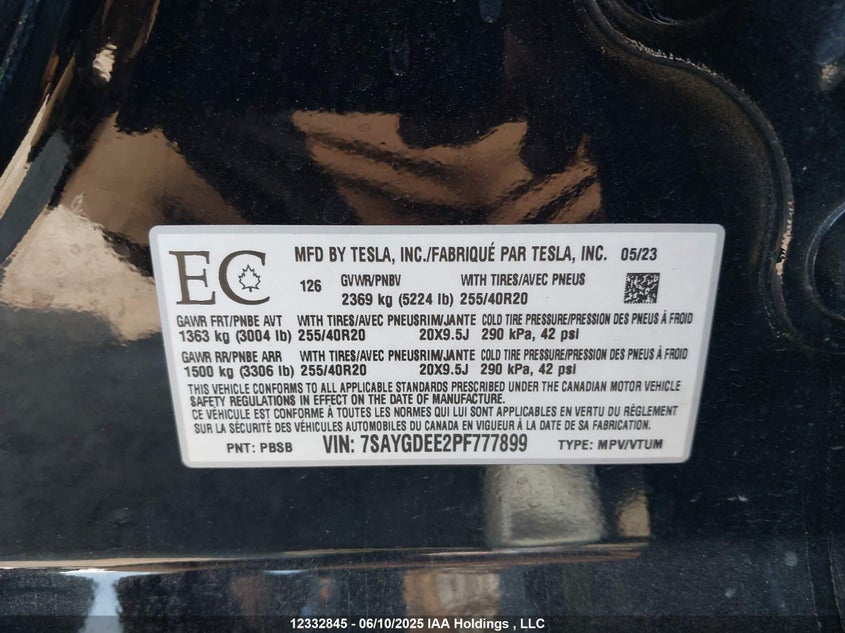 EC
MFD BY TESLA, INC./FABRIQUÉ PAR TESLA, INC. 05/23
126 GVWR/PNBV WITH TIRES/AVEC PNEUS
2369 kg (5224 lb) 255/40R20
GAWR FRT/PNBE AVT WITH TIRES/AVEC PNEUS RIM/JANTE COLD TIRE PRESSURE/PRESSION DES PNEUS À FROID
1363 kg (3004 lb) 255/40R20 20X9.5J 290 kPa, 42 psi
GAWR RR/PNBE ARR WITH TIRES/AVEC PNEUS RIM/JANTE COLD TIRE PRESSURE/PRESSION DES PNEUS À FROID
1500 kg (3306 lb) 255/40R20 20X9.5J 290 kPa, 42 psi
THIS VEHICLE CONFORMS TO ALL APPLICABLE STANDARDS PRESCRIBED UNDER THE CANADIAN MOTOR VEHICLE
SAFETY REGULATIONS IN EFFECT ON THE DATE OF MANUFACTURE.
CE VÉHICULE EST CONFORME À TOUTES LES NORMES QUI LUI SONT APPLICABLES EN VERTU DU RÈGLEMENT
SUR LA SÉCURITÉ DES VÉHICULES AUTOMOBILES DU CANADA EN VIGUEUR À LA DATE DE SA FABRICATION.
PNT: PBSB VIN: 7SAYGDEE2PF777899 TYPE: MPV/VTUM
12332845 - 06/10/2025 IAA Holdings , LLC